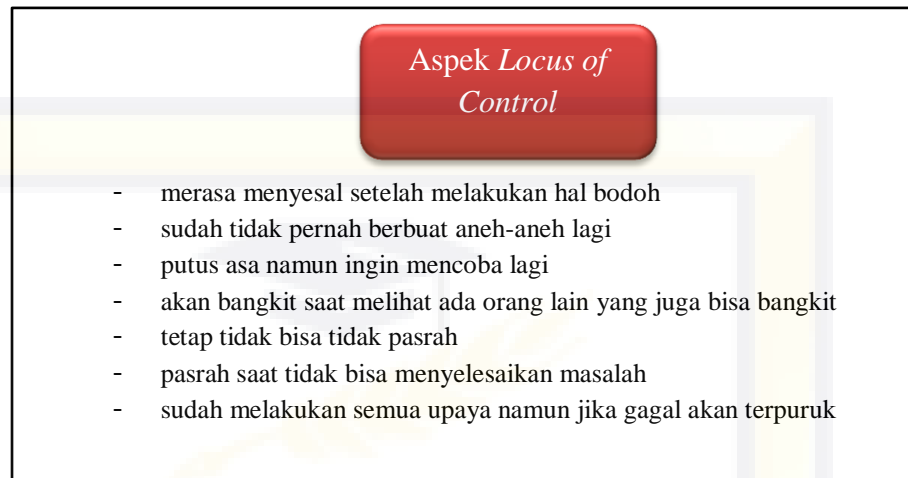 Aspek Locus of
Control
- merasa menyesal setelah melakukan hal bodoh
- sudah tidak pernah berbuat aneh-aneh lagi
- putus asa namun ingin mencoba lagi
- akan bangkit saat melihat ada orang lain yang juga bisa bangkit
- tetap tidak bisa tidak pasrah
- pasrah saat tidak bisa menyelesaikan masalah
- sudah melakukan semua upaya namun jika gagal akan terpuruk